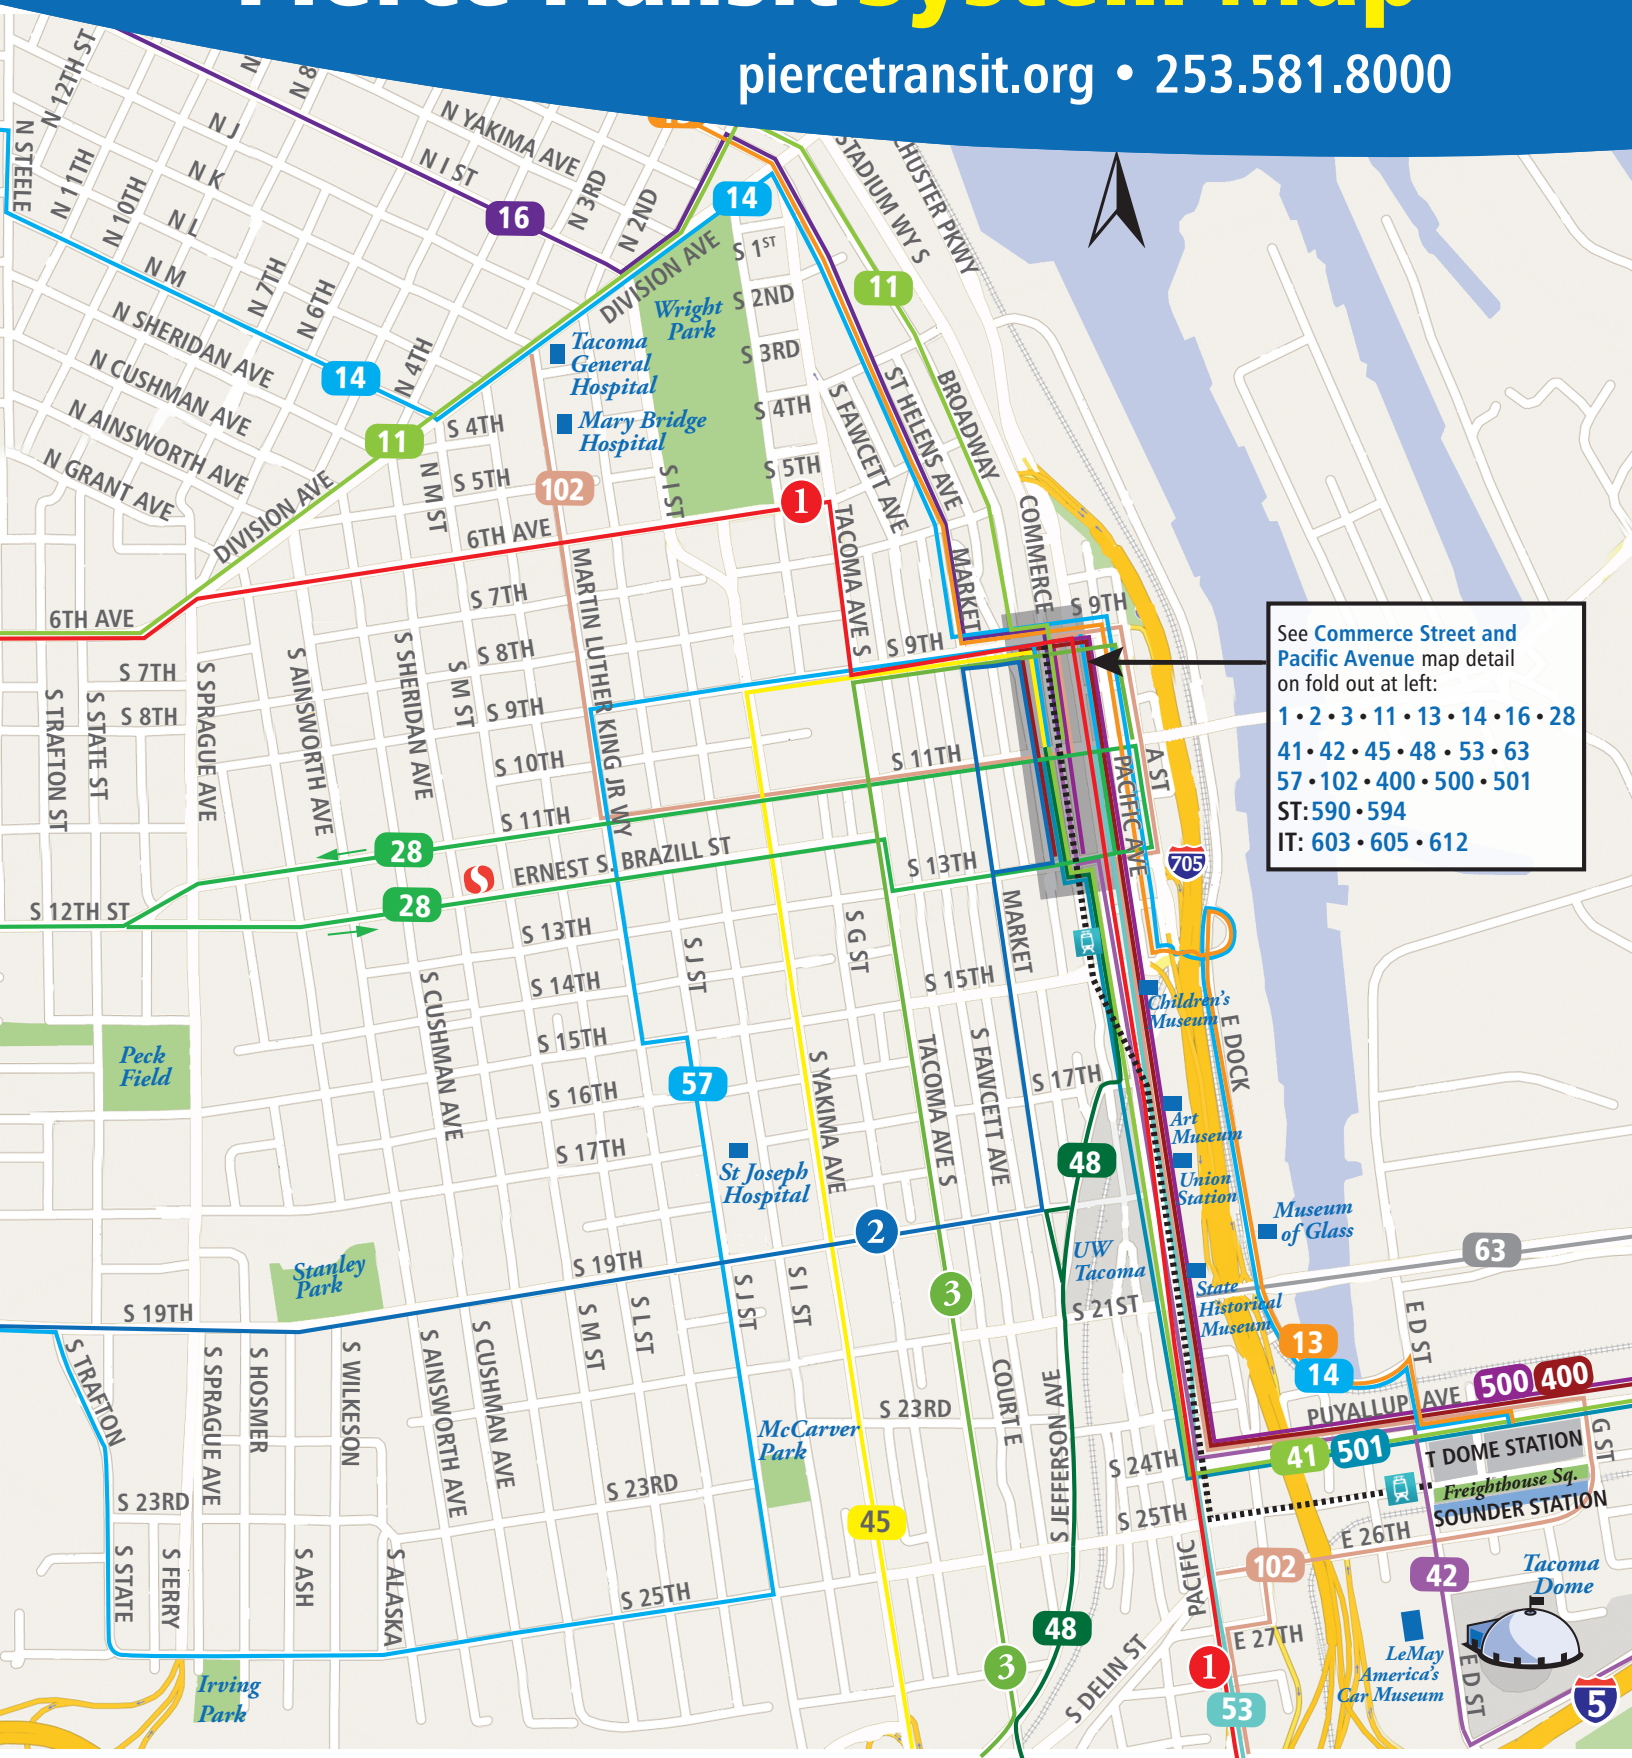 Pierce Transit System Map
piercetransit.org • 253.581.8000
N 12TH ST
N 8
N J
N YAKIMA AVE
N I ST
N K
N L
N M
N STEELE
N 11TH
N 10TH
N 3RD
N 2ND
N 7TH
N 6TH
N 4TH
16
14
STADIUM WY S
SCHUSTER PKWY
DIVISION AVE
S 1ST
S 2ND
S 3RD
S 4TH
S 5TH
Wright
Park
11
N SHERIDAN AVE
N CUSHMAN AVE
N AINSWORTH AVE
N GRANT AVE
14
11
Tacoma
General
Hospital
Mary Bridge
Hospital
S 4TH
S 5TH
N M ST
102
S I ST
S FAWCETT AVE
ST HELENS AVE
BROADWAY
COMMERCE
DIVISION AVE
6TH AVE
1
TACOMA AVE S
MARKET
S 9TH
6TH AVE
S 7TH
S 8TH
S 7TH
S 8TH
S 9TH
S 10TH
S 11TH
S 9TH
S 11TH
MARTIN LUTHER KING JR WY
S STRAFTON ST
S STATE ST
S SPRAGUE AVE
S AINSWORTH AVE
S SHERIDAN AVE
S M ST
PACIFIC AVE
A ST
See Commerce Street and
Pacific Avenue map detail
on fold out at left:
1 • 2 • 3 • 11 • 13 • 14 • 16 • 28
41 • 42 • 45 • 48 • 53 • 63
57 • 102 • 400 • 500 • 501
ST: 590 • 594
IT: 603 • 605 • 612
705
28
ERNEST S. BRAZILL ST
28
S 12TH ST
S 13TH
S 13TH
S 14TH
S 15TH
S 16TH
S 17TH
S J ST
S G ST
S 15TH
MARKET
S CUSHMAN AVE
Peck
Field
57
S YAKIMA AVE
TACOMA AVE S
S FAWCETT AVE
S 17TH
Children's
Museum
E DOCK
Art
Museum
Union
Station
48
St Joseph
Hospital
Museum
of Glass
63
2
UW
Tacoma
State
Historical
Museum
S 21ST
3
Stanley
Park
S 19TH
S 19TH
S J ST
S I ST
S L ST
S M ST
S TRAFTON
S SPRAGUE AVE
S HOSMER
S WILKESON
S AINSWORTH AVE
S CUSHMAN AVE
13
14
E D ST
500
400
PUYALLUP AVE
G ST
41
501
T DOME STATION
Freighthouse Sq.
SOUNDER STATION
S 23RD
McCarver
Park
COURT E
S JEFFERSON AVE
S 24TH
S 25TH
S 23RD
S 23RD
45
E 26TH
PACIFIC
102
42
Tacoma
Dome
S STATE
S FERRY
S ASH
S ALASKA
S 25TH
48
3
S DELIN ST
1
E 27TH
53
LeMay
America's
Car Museum
E D ST
5
Irving
Park